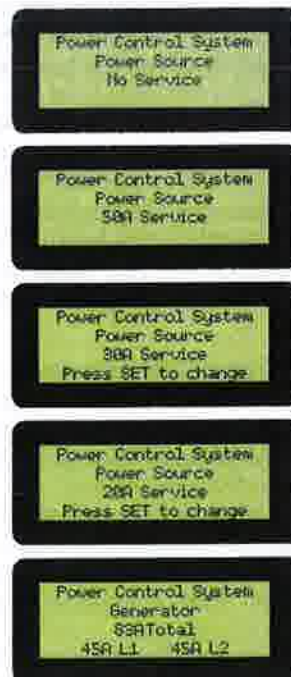 Power Control System
Power Source
No Service
Power Control System
Power Source
50A Service
Power Control System
Power Source
30A Service
Press SET to change
Power Control System
Power Source
20A Service
Press SET to change
Power Control System
Generator
Total
45A L1 45A L2